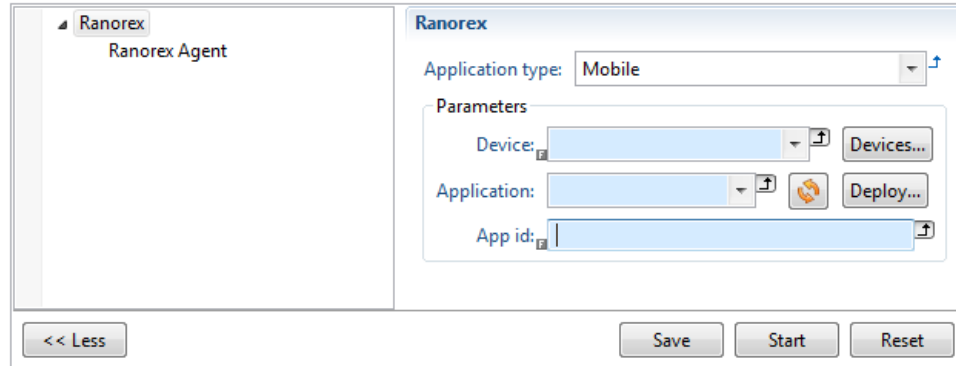 Ranorex
Ranorex Agent
Ranorex
Application type: Mobile
Parameters
Device: F Devices...
Application: Deploy...
App id: F
<< Less Save Start Reset